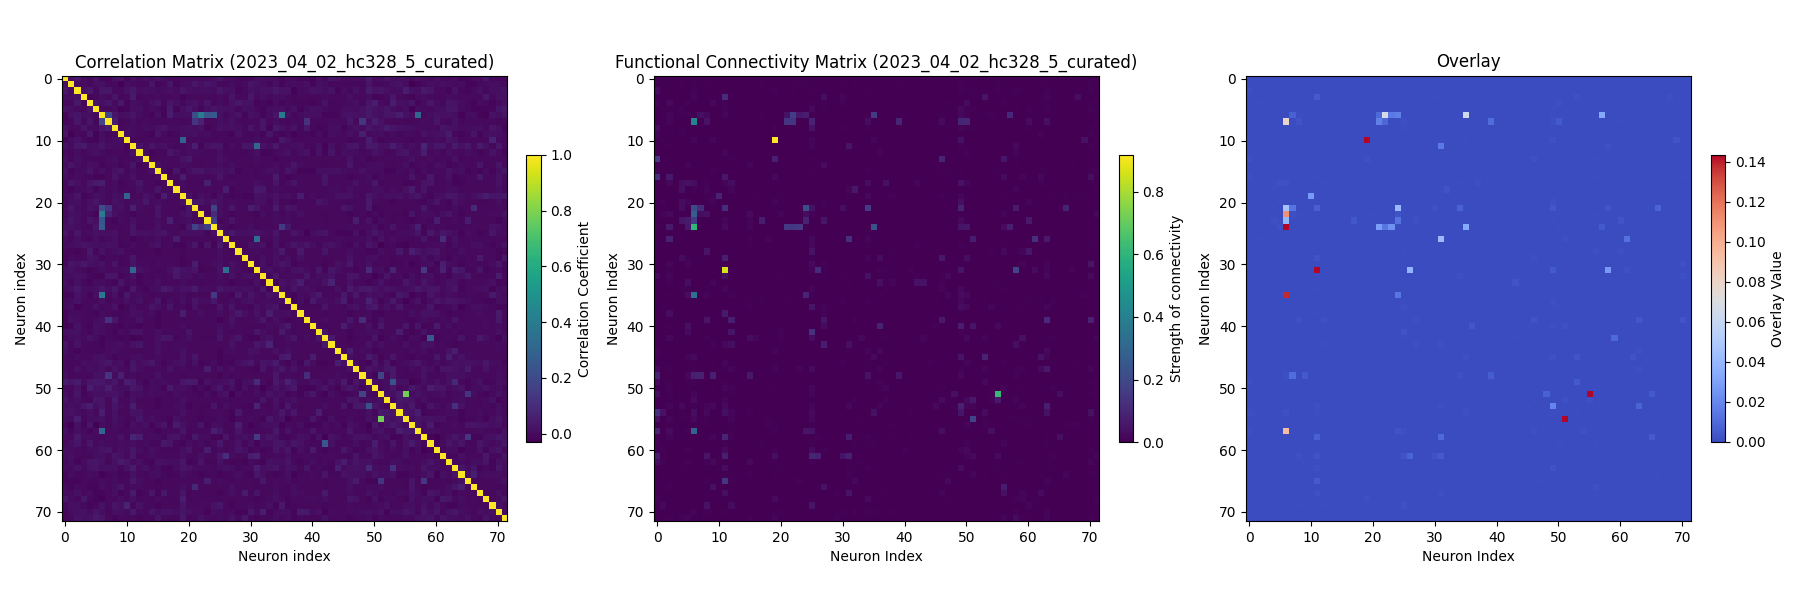 Correlation Matrix (2023_04_02_hc328_5_curated)
0
10
20
30
40
50
60
70
Neuron index
0 10 20 30 40 50 60 70
Neuron index
1.0
0.8
0.6
0.4
0.2
0.0
Correlation Coefficient
Functional Connectivity Matrix (2023_04_02_hc328_5_curated)
0
10
20
30
40
50
60
70
Neuron Index
0 10 20 30 40 50 60 70
Neuron Index
0.8
0.6
0.4
0.2
0.0
Strength of connectivity
Overlay
0
10
20
30
40
50
60
70
Neuron Index
0 10 20 30 40 50 60 70
Neuron Index
0.14
0.12
0.10
0.08
0.06
0.04
0.02
0.00
Overlay Value